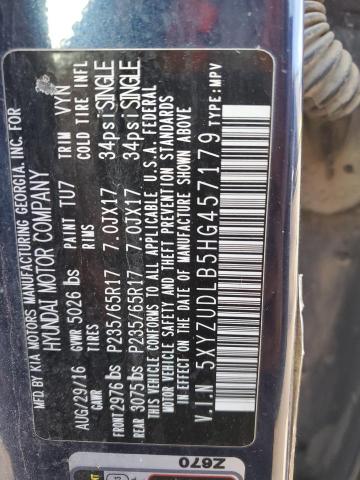 MFD BY KIA MOTORS MANUFACTURING GEORGIA, INC. FOR
HYUNDAI MOTOR COMPANY
AUG/29/16 GVWR 5026 lbs PAINT TU7 TRIM VYN
GAWR TIRES RIMS COLD TIRE INFL
FRONT 2976 lbs P235/65R17 7.0JX17 34psi SINGLE
REAR 3075 lbs P235/65R17 7.0JX17 34psi SINGLE
THIS VEHICLE CONFORMS TO ALL APPLICABLE U.S.A. FEDERAL
MOTOR VEHICLE SAFETY, BUMPER, AND THEFT PREVENTION STANDARDS
IN EFFECT ON THE DATE OF MANUFACTURE SHOWN ABOVE.
V.I.N 5XYZUDLB5HG457179 TYPE:MPV
Z670